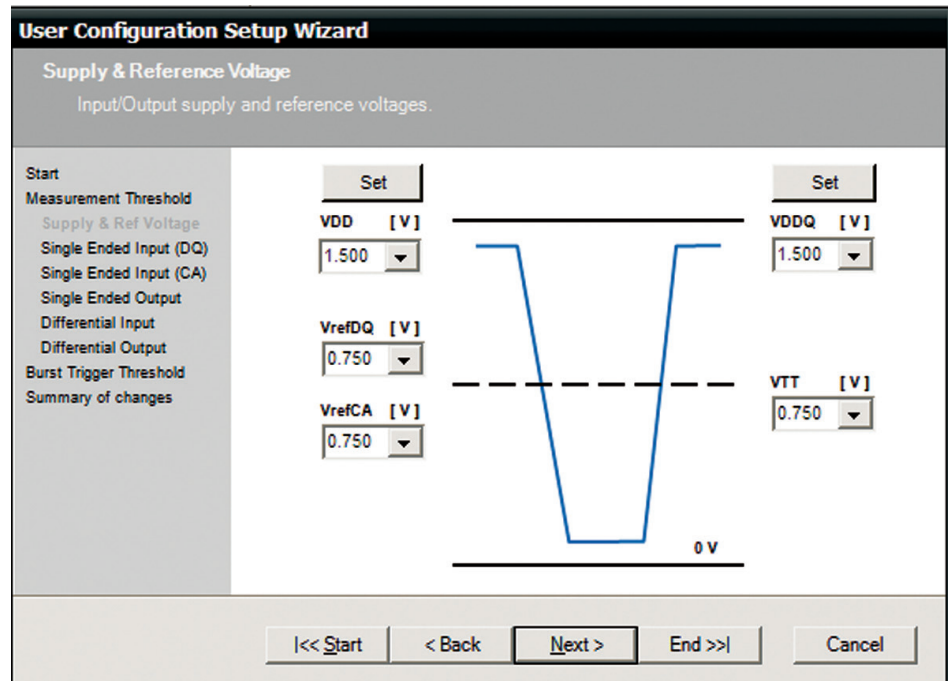 User Configuration Setup Wizard
Supply & Reference Voltage
Input/Output supply and reference voltages.
Start
Measurement Threshold
Supply & Ref Voltage
Single Ended Input (DQ)
Single Ended Input (CA)
Single Ended Output
Differential Input
Differential Output
Burst Trigger Threshold
Summary of changes
Set
VDD [ V ]
1.500
VrefDQ [ V ]
0.750
VrefCA [ V ]
0.750
Set
VDDQ [ V ]
1.500
VTT [ V ]
0.750
0 V
|<< Start
< Back
Next >
End >>|
Cancel